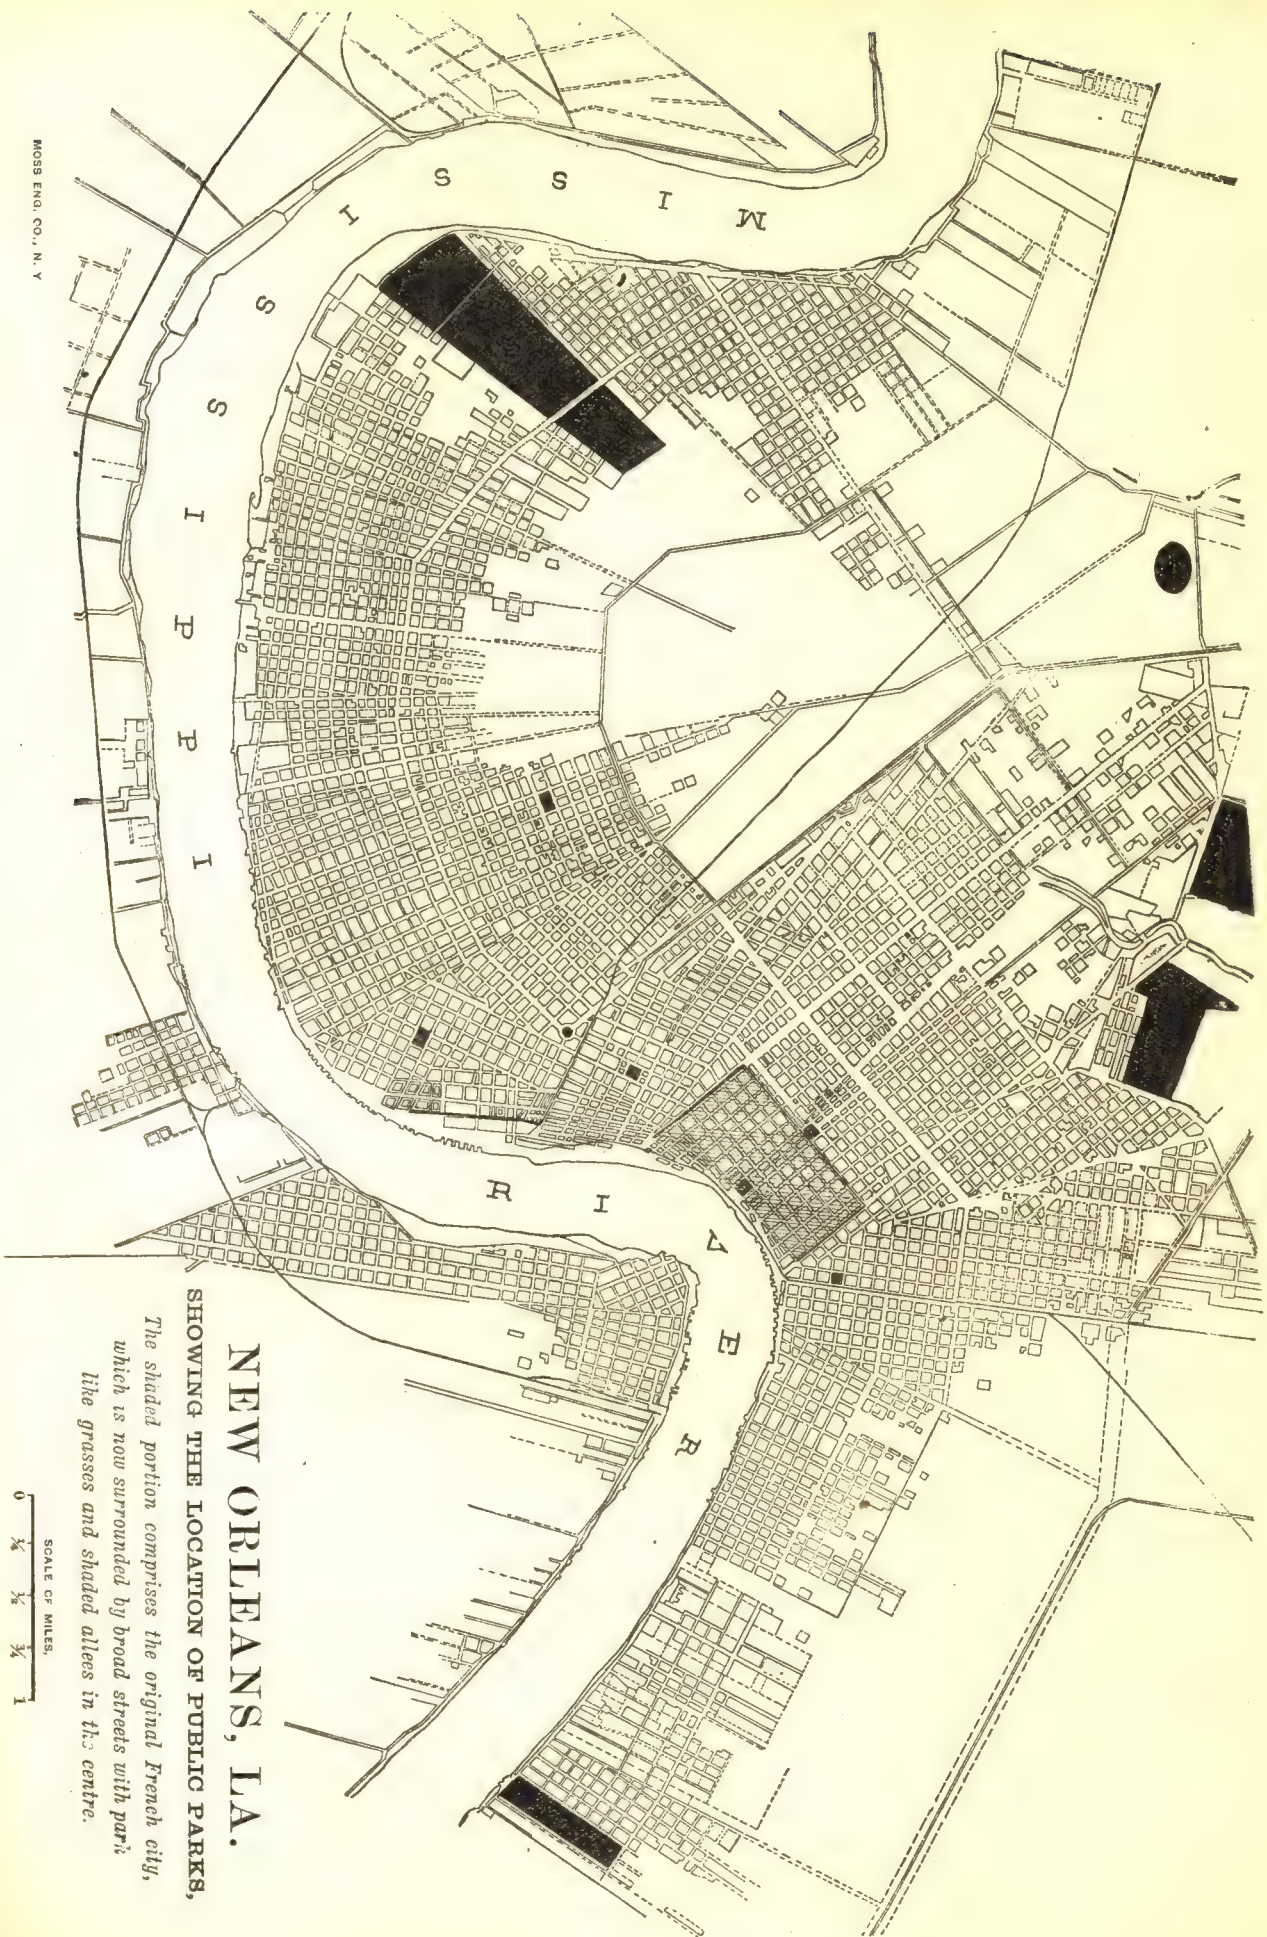 MISSISSIPPI RIVER
NEW ORLEANS, LA.
SHOWING THE LOCATION OF PUBLIC PARKS,
The shaded portion comprises the original French city,
which is now surrounded by broad streets with park
like grasses and shaded allees in the centre.
SCALE OF MILES.
0 ¼ ½ ¾ 1
MOSS ENG. CO., N. Y